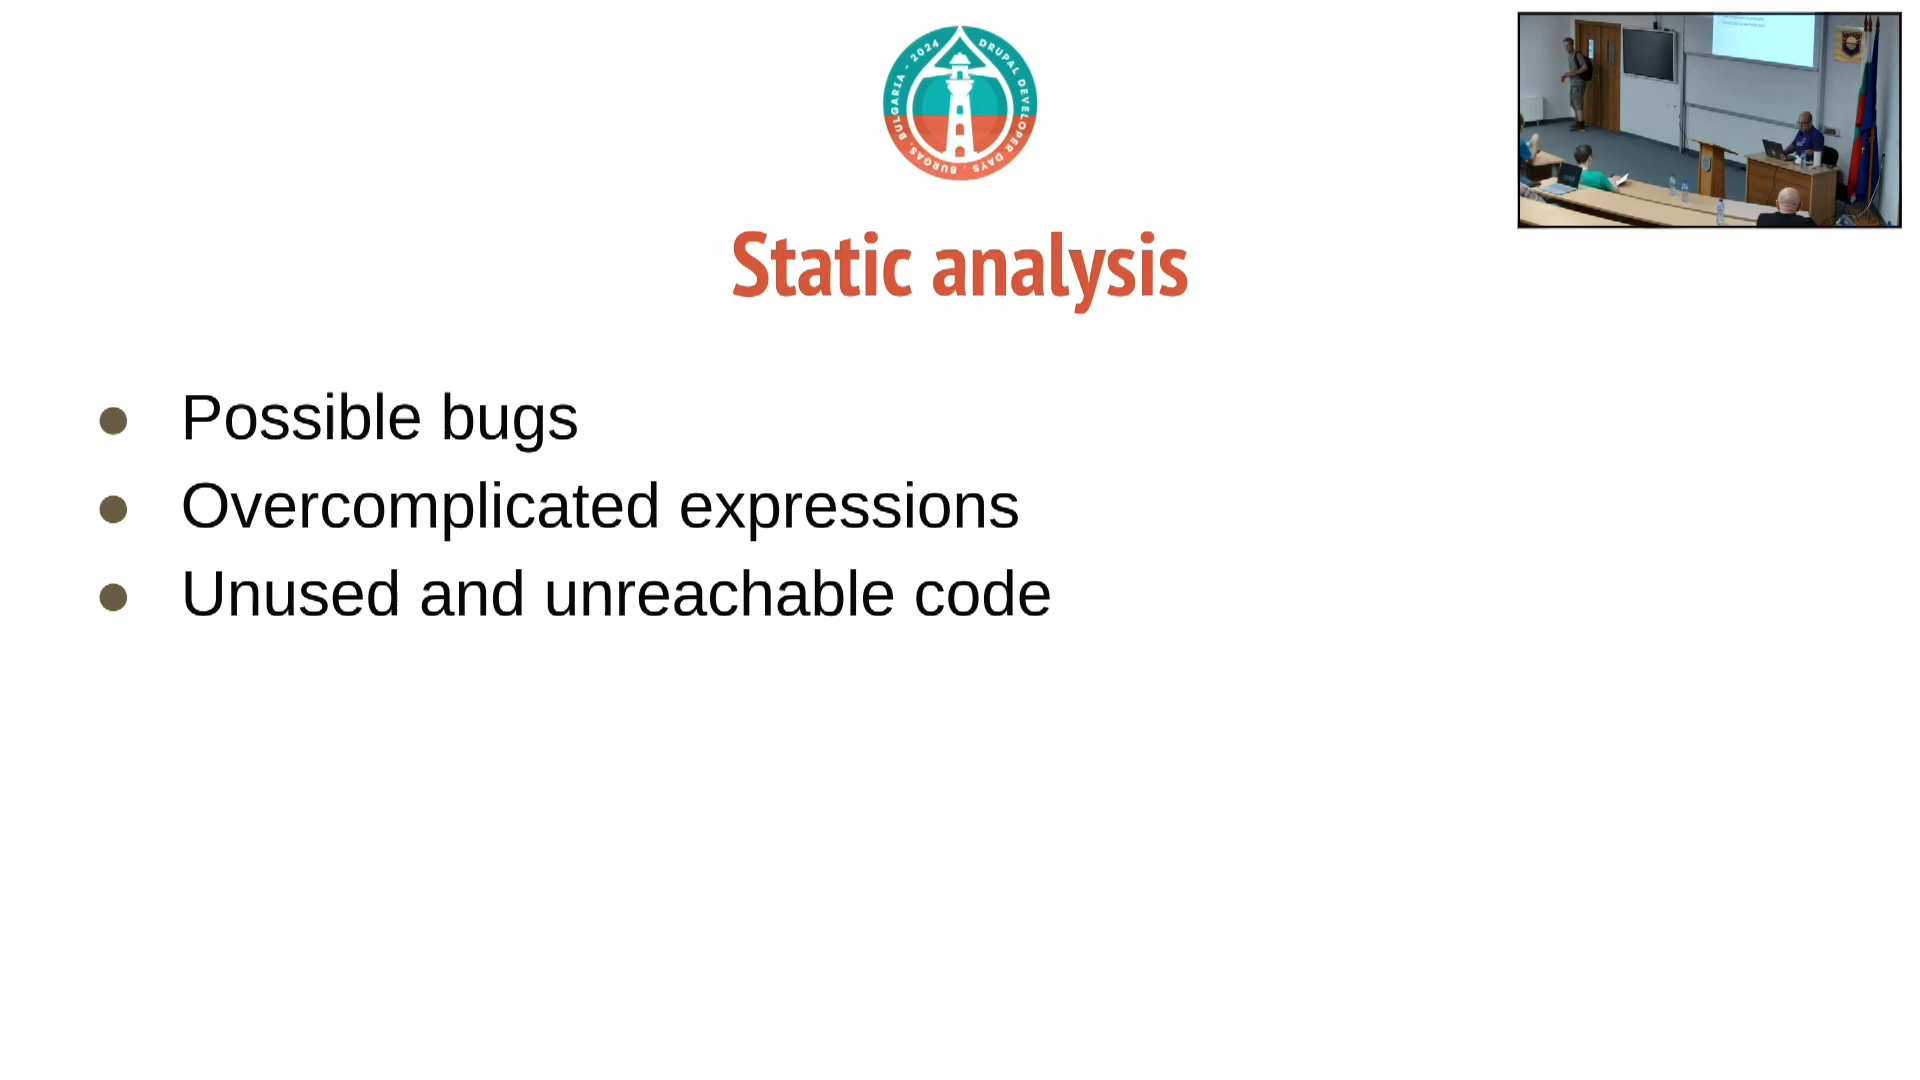 BULGARIA - 2024
DRUPAL DEVELOPER DAYS . BURGAS,
Static analysis
Possible bugs
Overcomplicated expressions
Unused and unreachable code